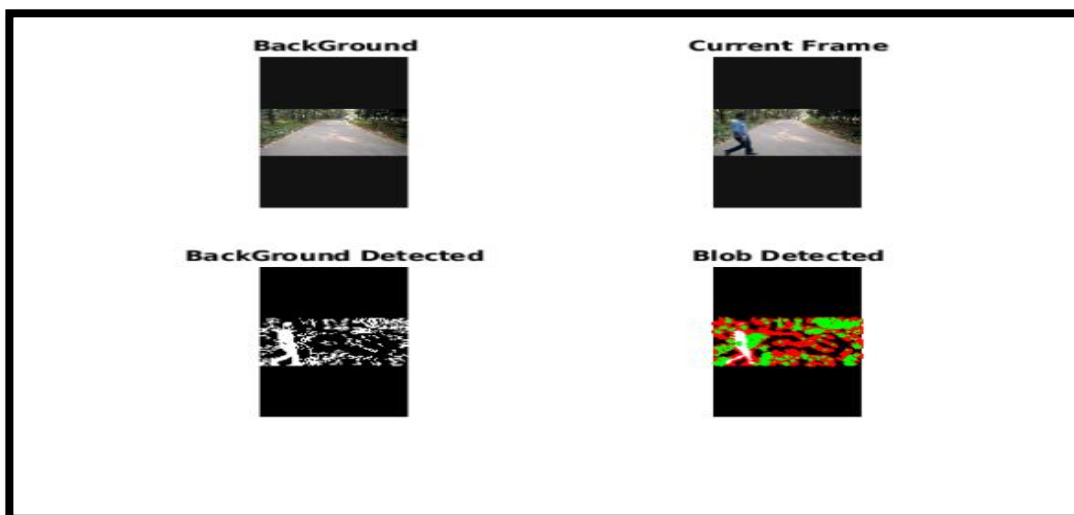 BackGround
Current Frame
BackGround Detected
Blob Detected